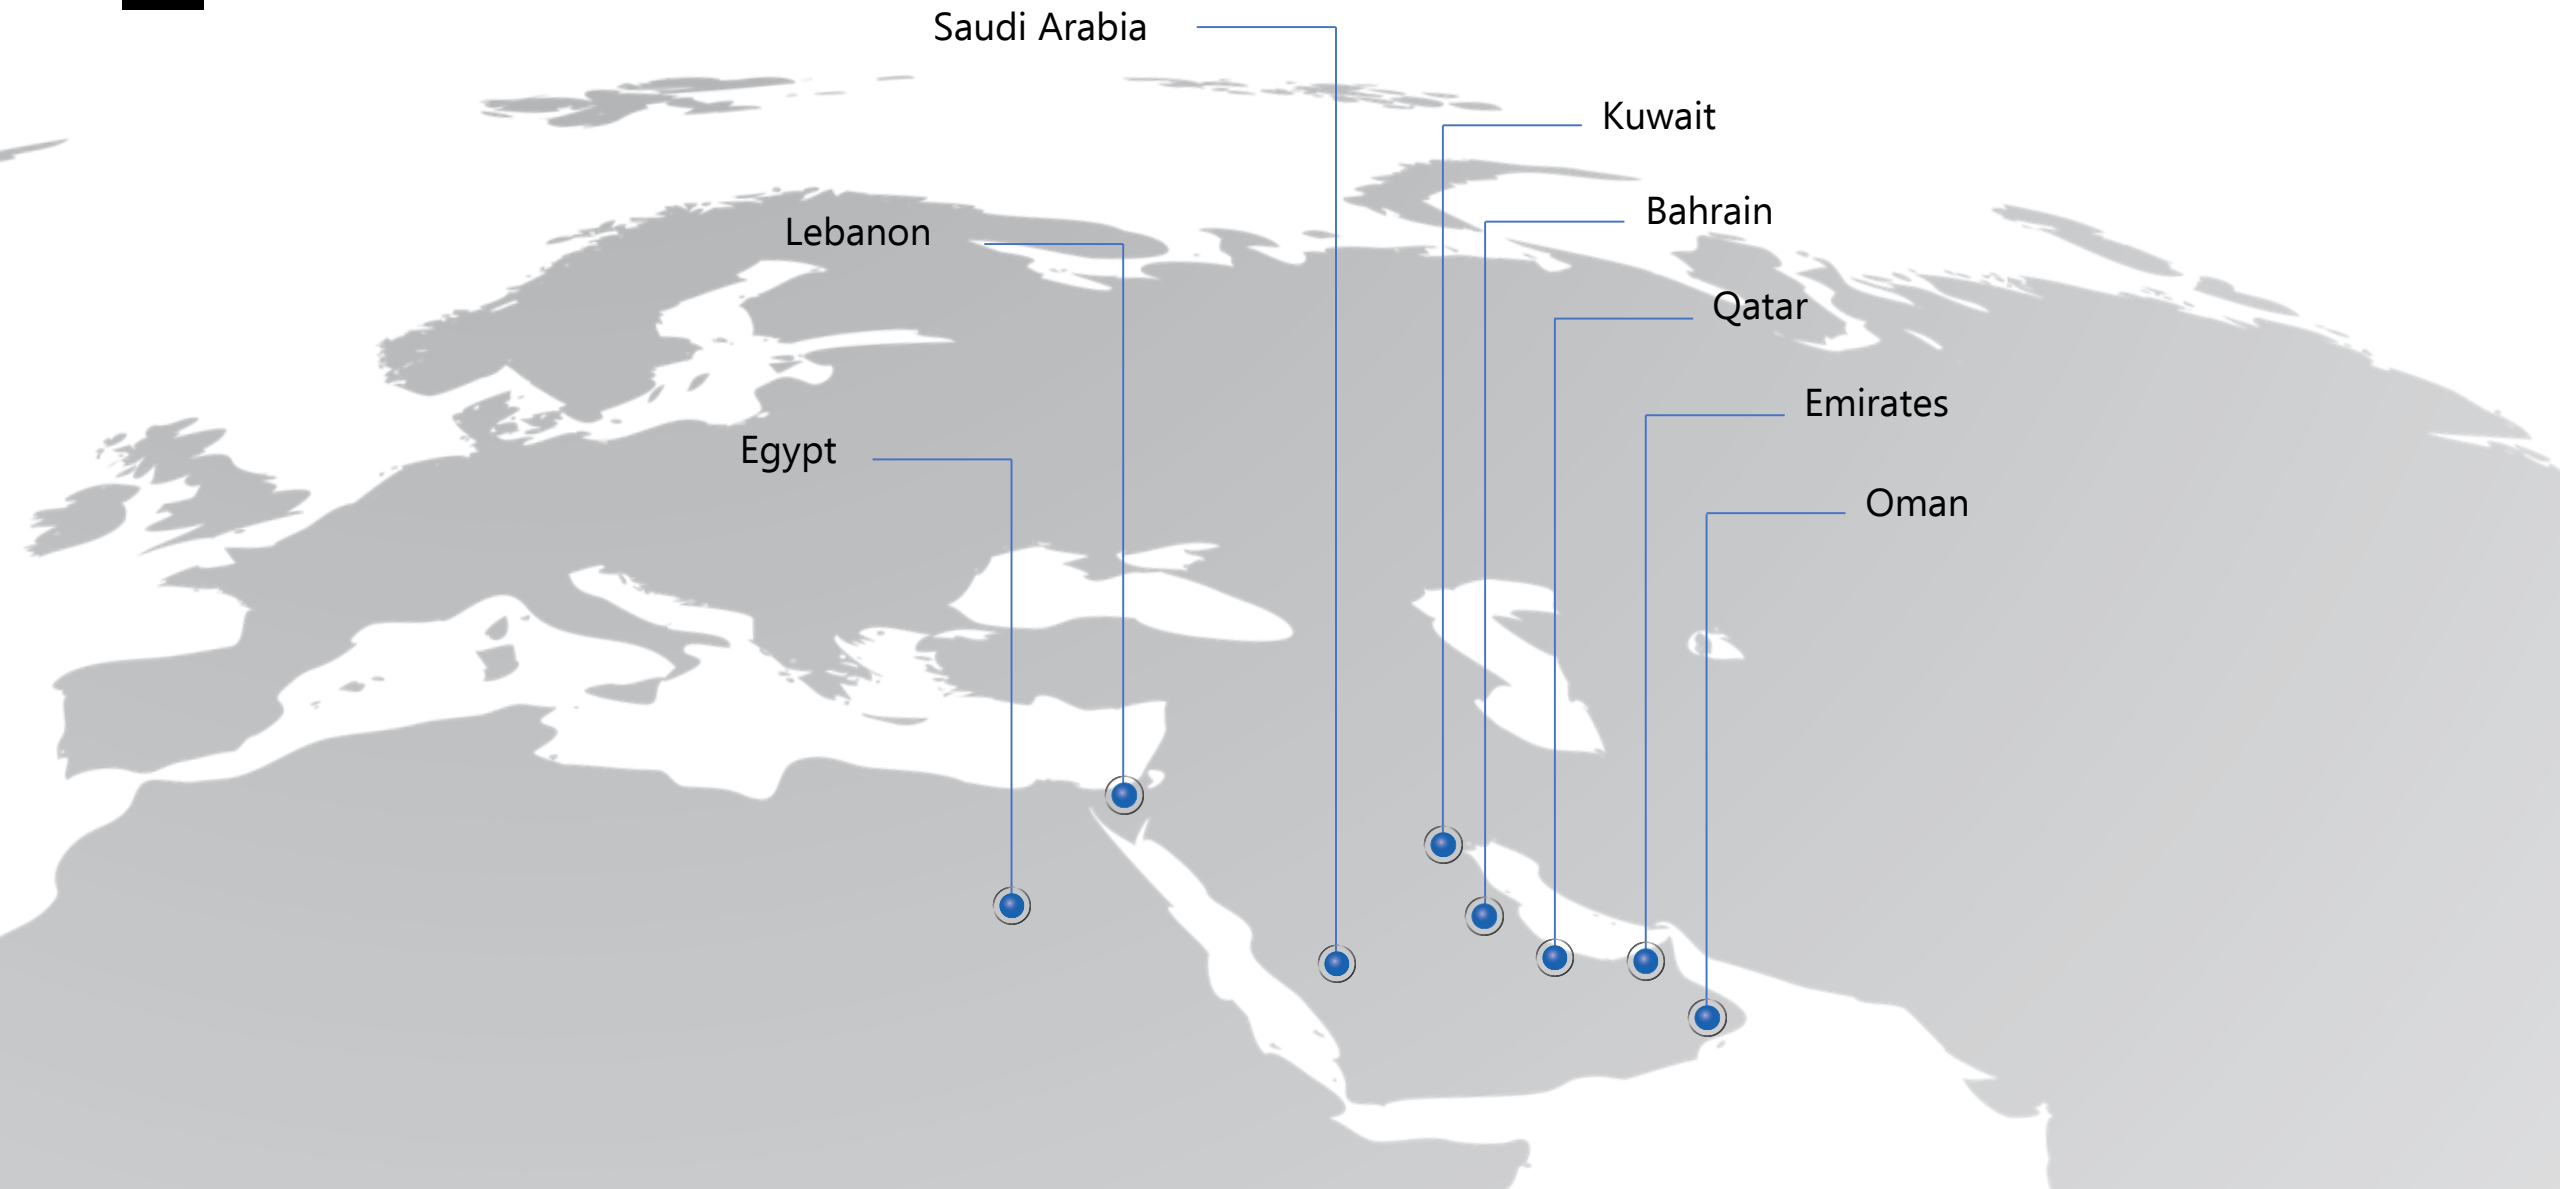 Saudi Arabia
Kuwait
Bahrain
Lebanon
Qatar
Emirates
Egypt
Oman